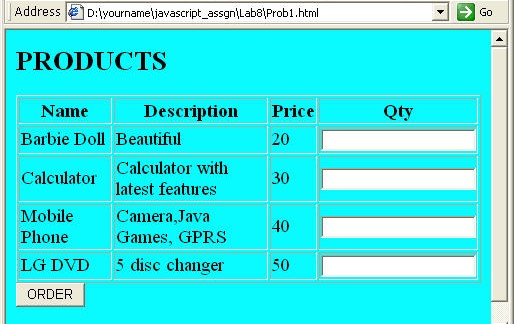 Address D:\yourname\javascript_assgn\Lab8\Prob1.html Go
PRODUCTS
Name Description Price Qty
Barbie Doll Beautiful 20
Calculator Calculator with latest features 30
Mobile Phone Camera,Java Games, GPRS 40
LG DVD 5 disc changer 50
ORDER